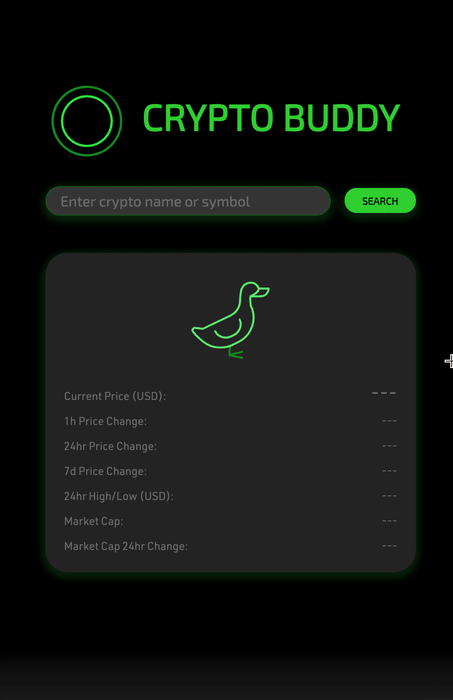 CRYPTO BUDDY
Enter crypto name or symbol
SEARCH
Current Price (USD): ---
1h Price Change: ---
24hr Price Change: ---
7d Price Change: ---
24hr High/Low (USD): ---
Market Cap: ---
Market Cap 24hr Change: ---